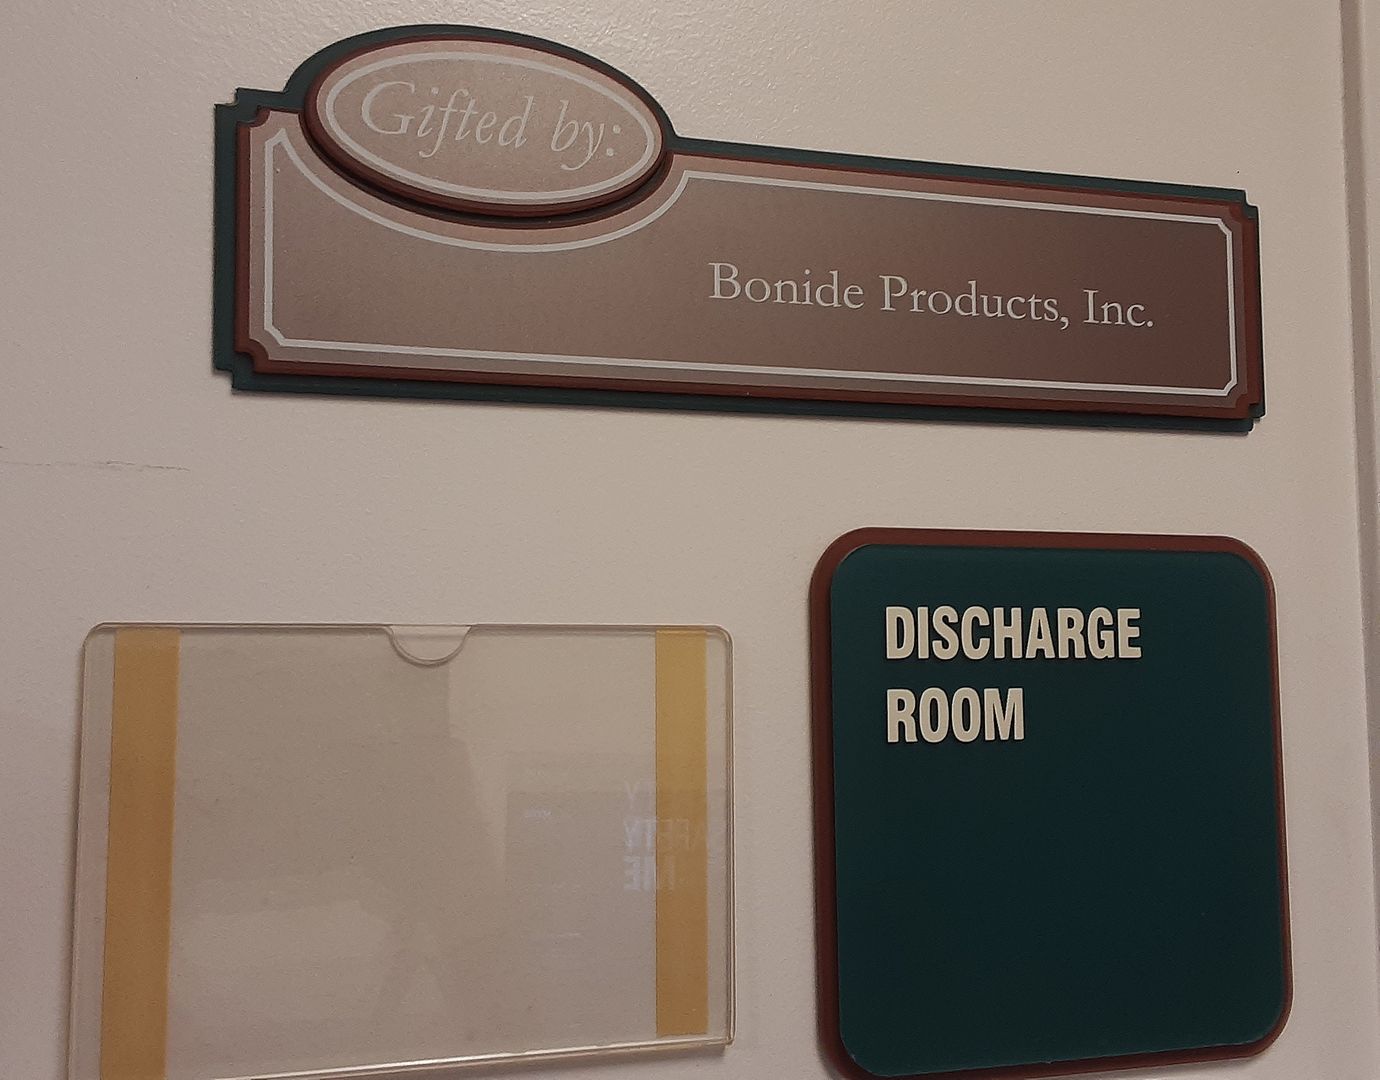 Gifted by:
Bonide Products, Inc.
DISCHARGE
ROOM